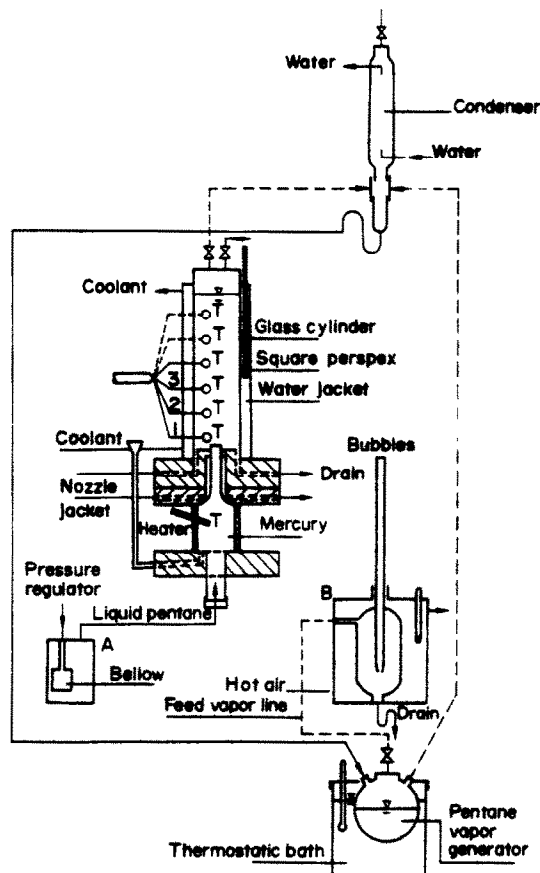 Water
Condenser
Water
Coolant
T
Glass cylinder
T
Square perspex
T
3
T
Water jacket
2
T
1
T
Coolant
Bubbles
Drain
Nozzle
jacket
Heater
T
Mercury
Pressure
regulator
Liquid pentane
B
A
Bellow
Hot air
Feed vapor line
Drain
Pentane
vapor
generator
Thermostatic bath